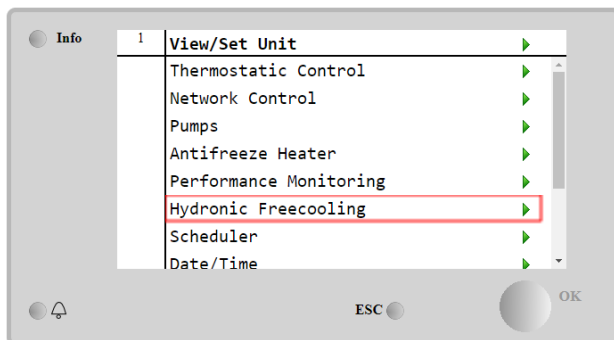 Info
1 View/Set Unit
Thermostatic Control
Network Control
Pumps
Antifreeze Heater
Performance Monitoring
Hydronic Freecooling
Scheduler
Date/Time
OK
ESC